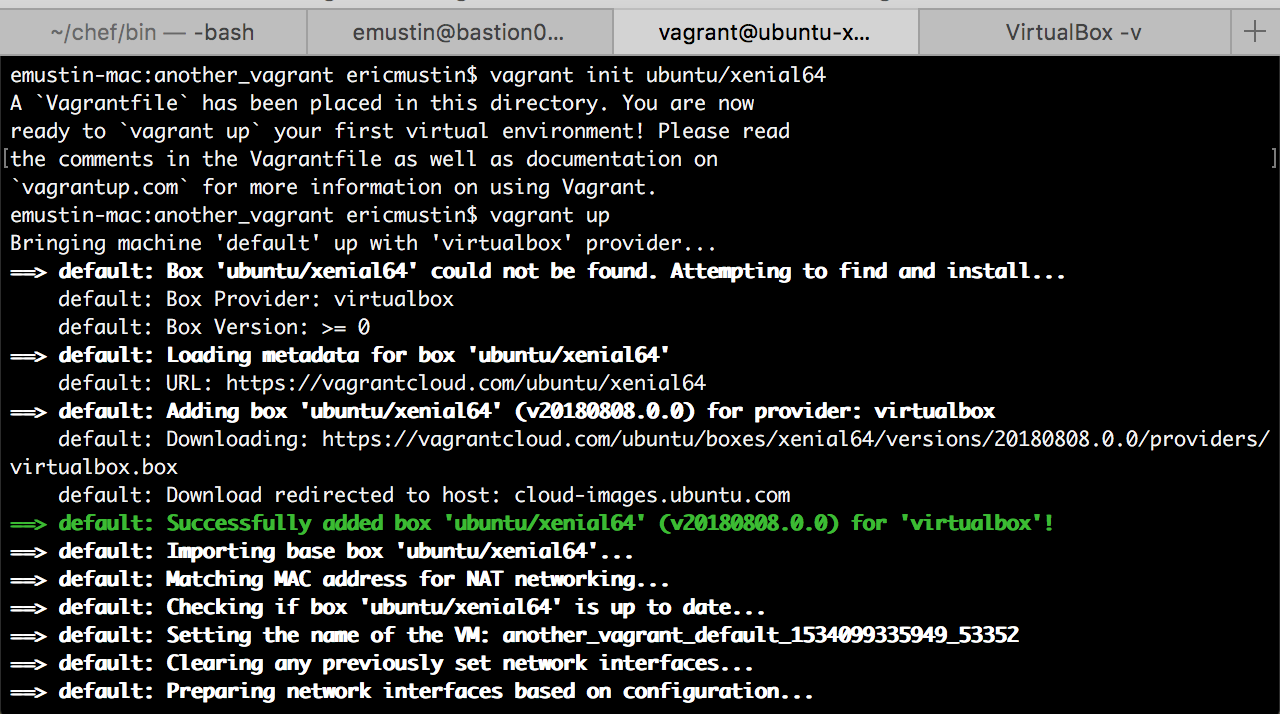 ~/chef/bin — -bash
emustin@bastion0...
vagrant@ubuntu-x...
VirtualBox -v
emustin-mac:another_vagrant ericmustin$ vagrant init ubuntu/xenial64
A `Vagrantfile` has been placed in this directory. You are now
ready to `vagrant up` your first virtual environment! Please read
[the comments in the Vagrantfile as well as documentation on ]
`vagrantup.com` for more information on using Vagrant.
emustin-mac:another_vagrant ericmustin$ vagrant up
Bringing machine 'default' up with 'virtualbox' provider...
==> default: Box 'ubuntu/xenial64' could not be found. Attempting to find and install...
    default: Box Provider: virtualbox
    default: Box Version: >= 0
==> default: Loading metadata for box 'ubuntu/xenial64'
    default: URL: https://vagrantcloud.com/ubuntu/xenial64
==> default: Adding box 'ubuntu/xenial64' (v20180808.0.0) for provider: virtualbox
    default: Downloading: https://vagrantcloud.com/ubuntu/boxes/xenial64/versions/20180808.0.0/providers/
virtualbox.box
    default: Download redirected to host: cloud-images.ubuntu.com
==> default: Successfully added box 'ubuntu/xenial64' (v20180808.0.0) for 'virtualbox'!
==> default: Importing base box 'ubuntu/xenial64'...
==> default: Matching MAC address for NAT networking...
==> default: Checking if box 'ubuntu/xenial64' is up to date...
==> default: Setting the name of the VM: another_vagrant_default_1534099335949_53352
==> default: Clearing any previously set network interfaces...
==> default: Preparing network interfaces based on configuration...